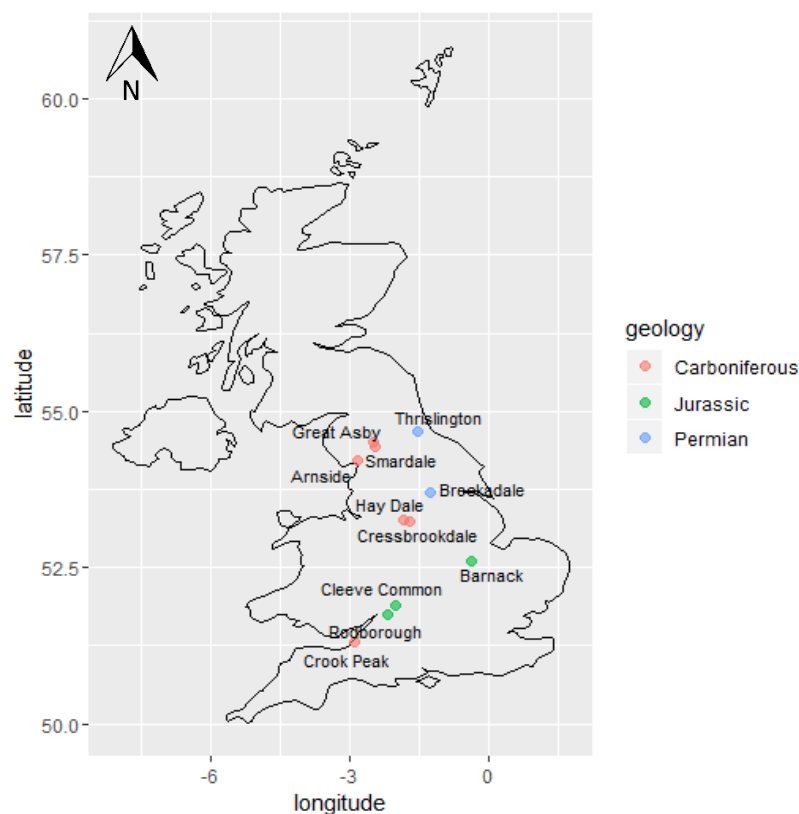 N
60.0
57.5
55.0
52.5
50.0
latitude
Thrislington
Great Asby
Smardale
Arnside
Brockadale
Hay Dale
Cressbrookdale
Barnack
Cleeve Common
Rodborough
Crook Peak
-6
-3
0
longitude
geology
Carboniferous
Jurassic
Permian